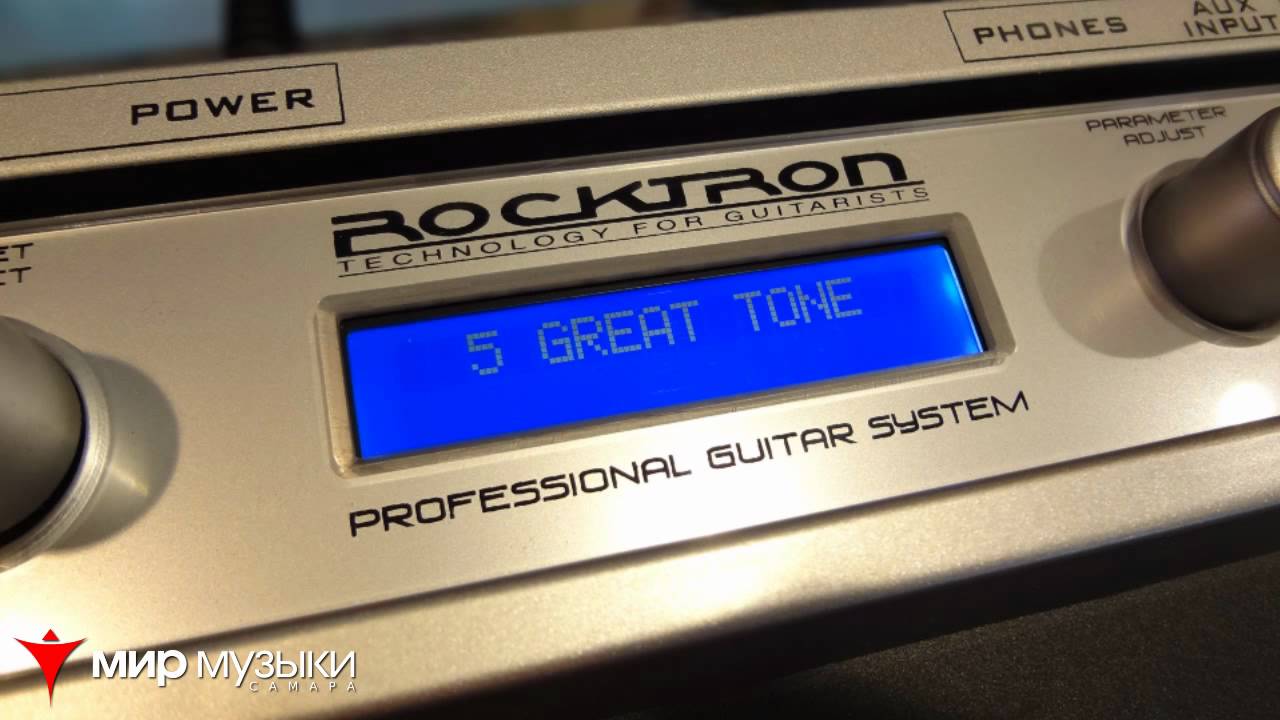 POWER
PHONES
AUX
INPUT
PARAMETER
ADJUST
ROCKTRON
TECHNOLOGY FOR GUITARISTS
5 GREAT TONE
PROFESSIONAL GUITAR SYSTEM
мир музыки
САМАРА